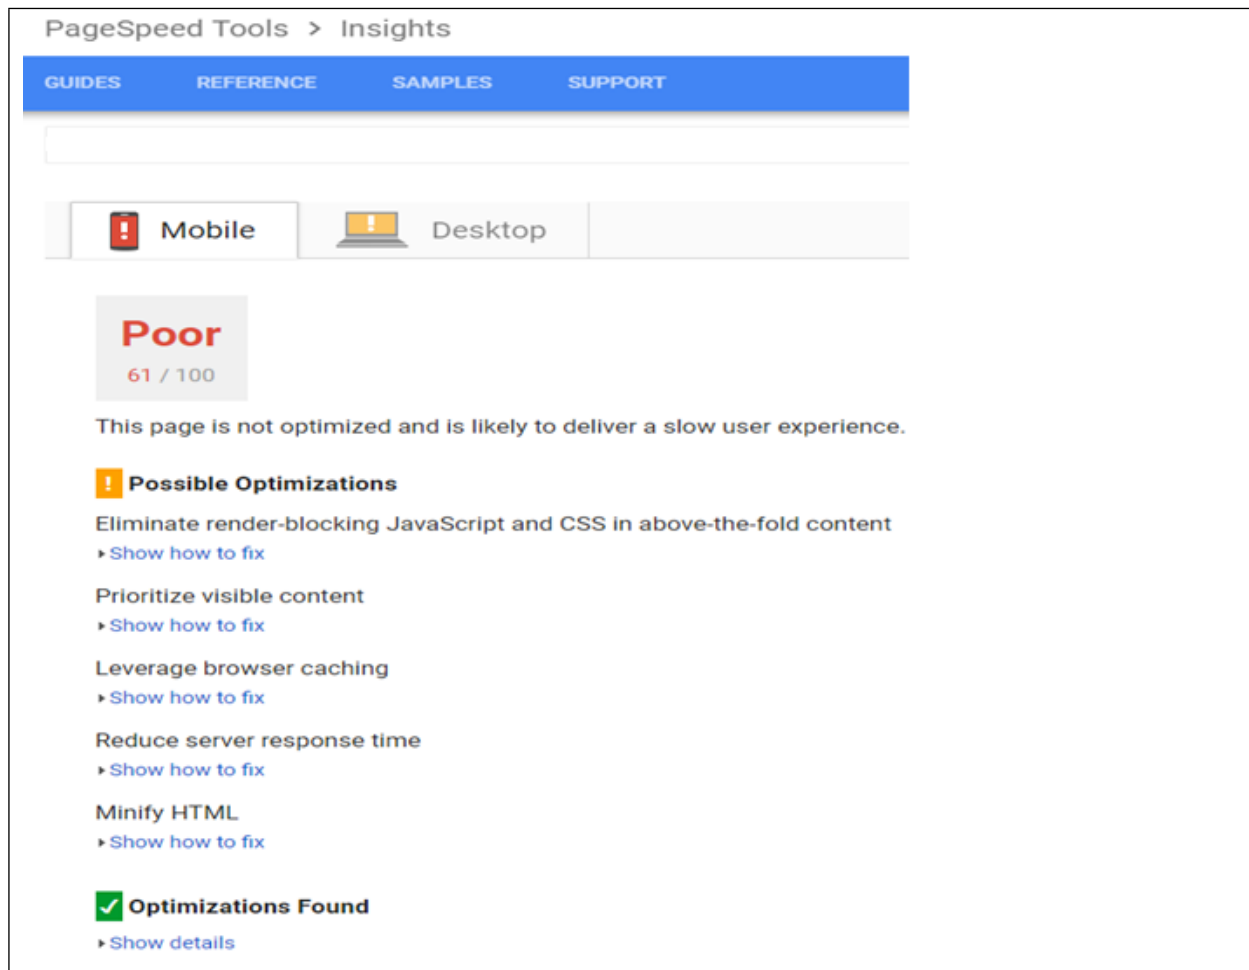 PageSpeed Tools > Insights
GUIDES REFERENCE SAMPLES SUPPORT
Mobile Desktop
Poor
61 / 100
This page is not optimized and is likely to deliver a slow user experience.
Possible Optimizations
Eliminate render-blocking JavaScript and CSS in above-the-fold content
Show how to fix
Prioritize visible content
Show how to fix
Leverage browser caching
Show how to fix
Reduce server response time
Show how to fix
Minify HTML
Show how to fix
Optimizations Found
Show details